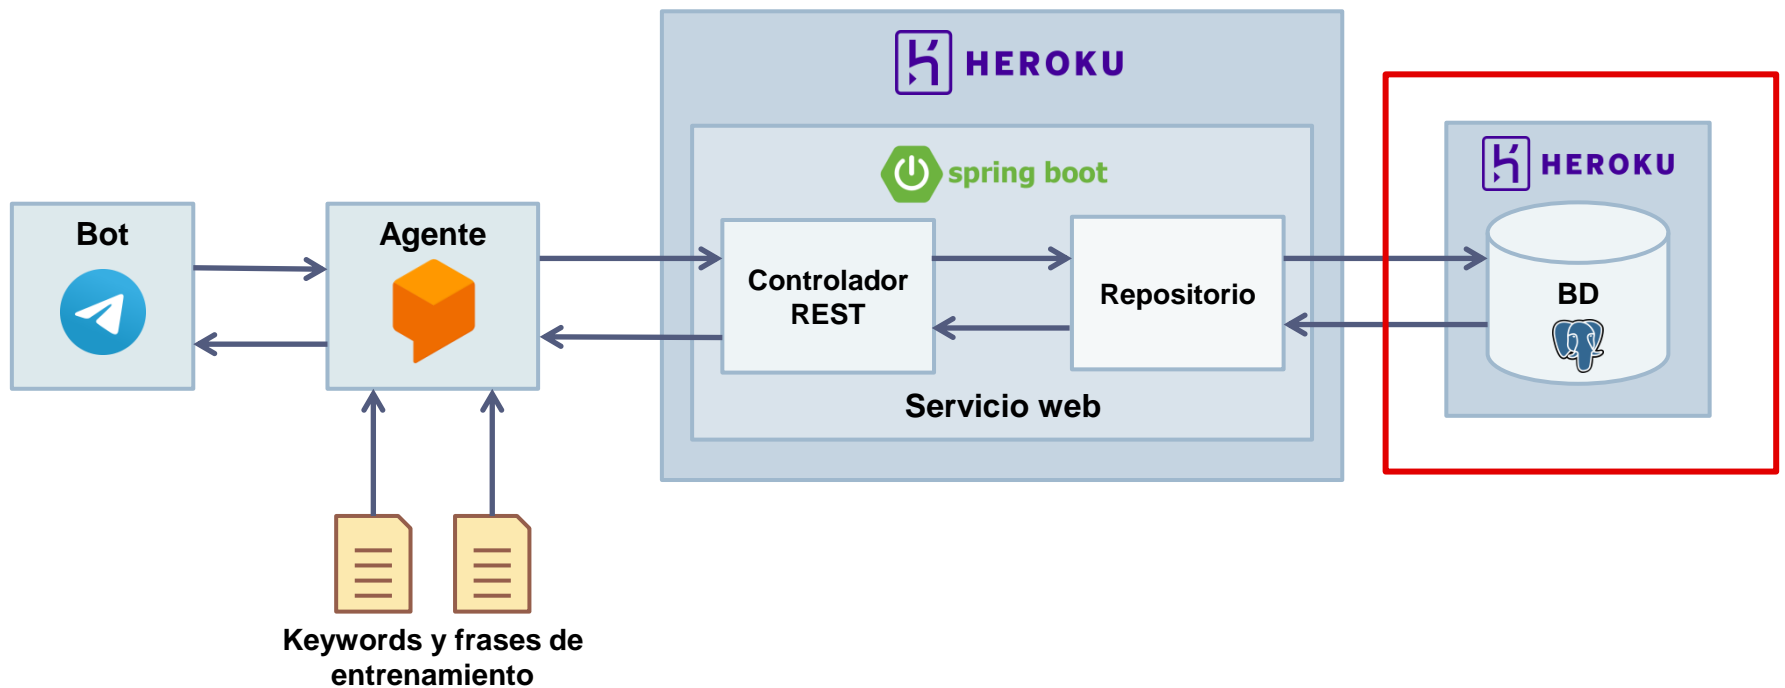 HEROKU
HEROKU
spring boot
Bot
Agente
Controlador
REST
Repositorio
BD
Servicio web
Keywords y frases de
entrenamiento